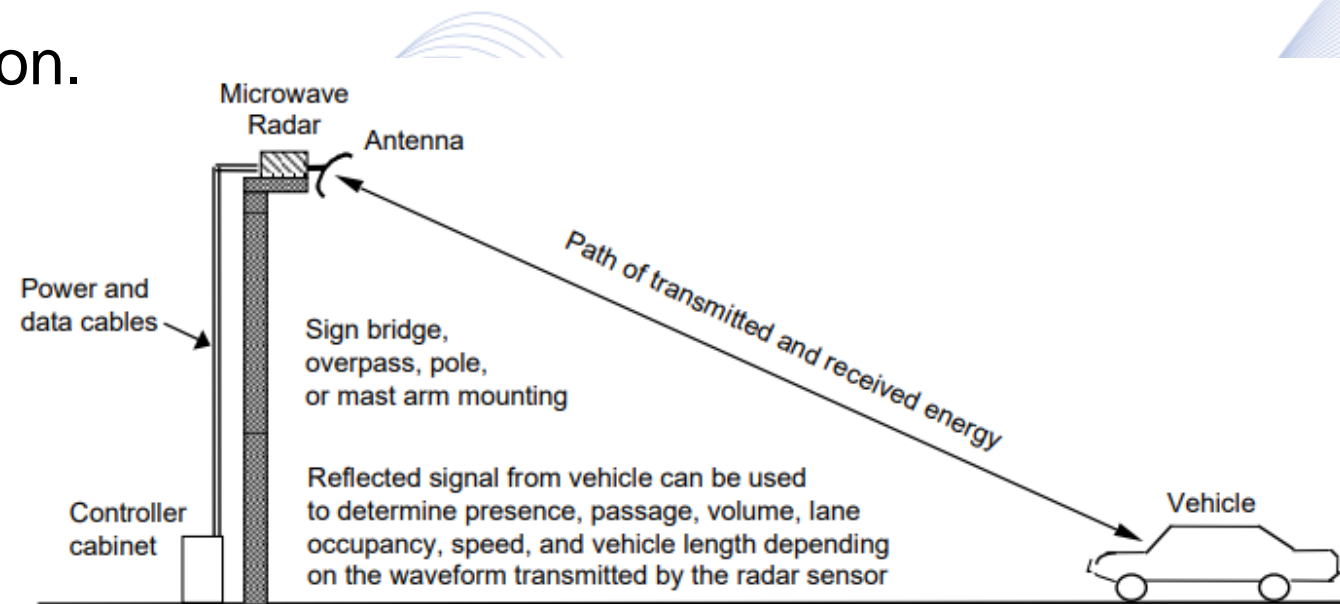 on.
Microwave
Radar
Antenna
Path of transmitted and received energy
Power and
data cables
Sign bridge,
overpass, pole,
or mast arm mounting
Reflected signal from vehicle can be used
to determine presence, passage, volume, lane
occupancy, speed, and vehicle length depending
on the waveform transmitted by the radar sensor
Controller
cabinet
Vehicle